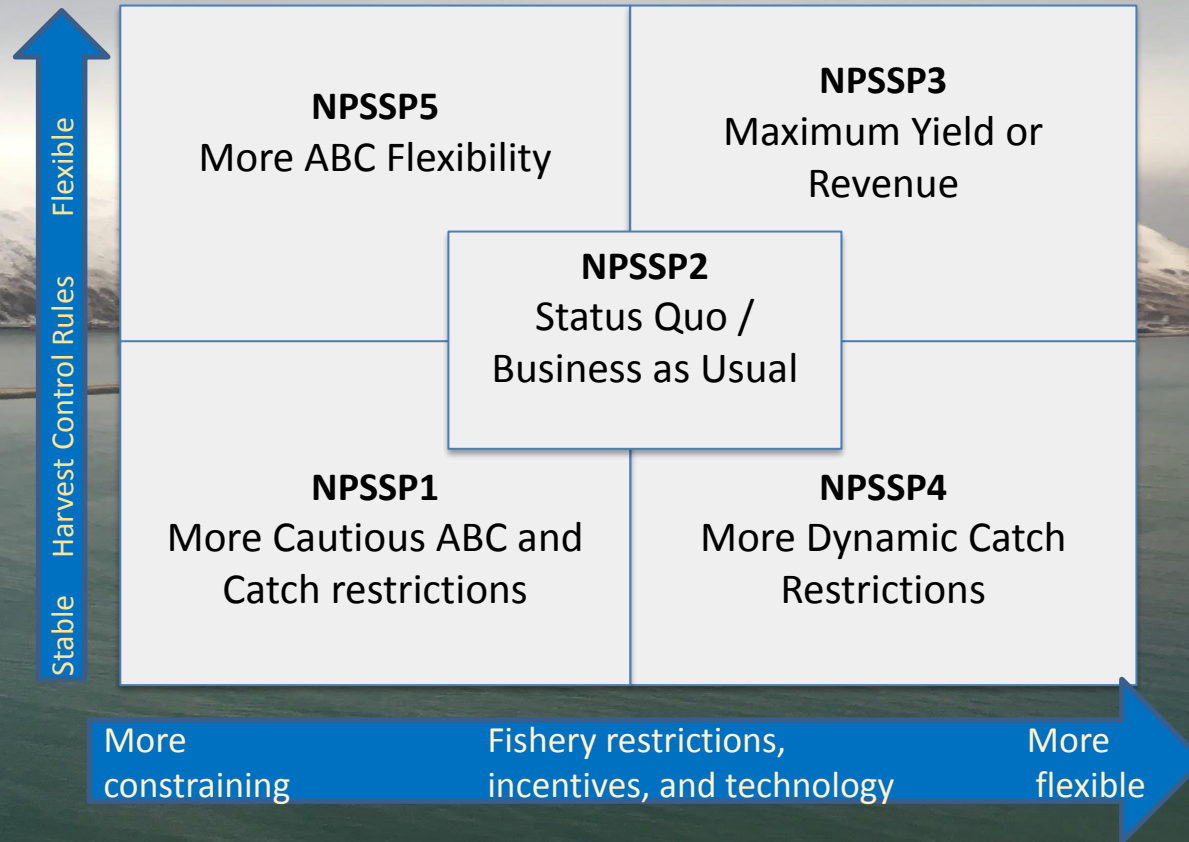 NPSSP5
More ABC Flexibility
NPSSP3
Maximum Yield or
Revenue
NPSSP2
Status Quo /
Business as Usual
NPSSP1
More Cautious ABC and
Catch restrictions
NPSSP4
More Dynamic Catch
Restrictions
Stable Harvest Control Rules Flexible
More Fishery restrictions, More
constraining incentives, and technology flexible